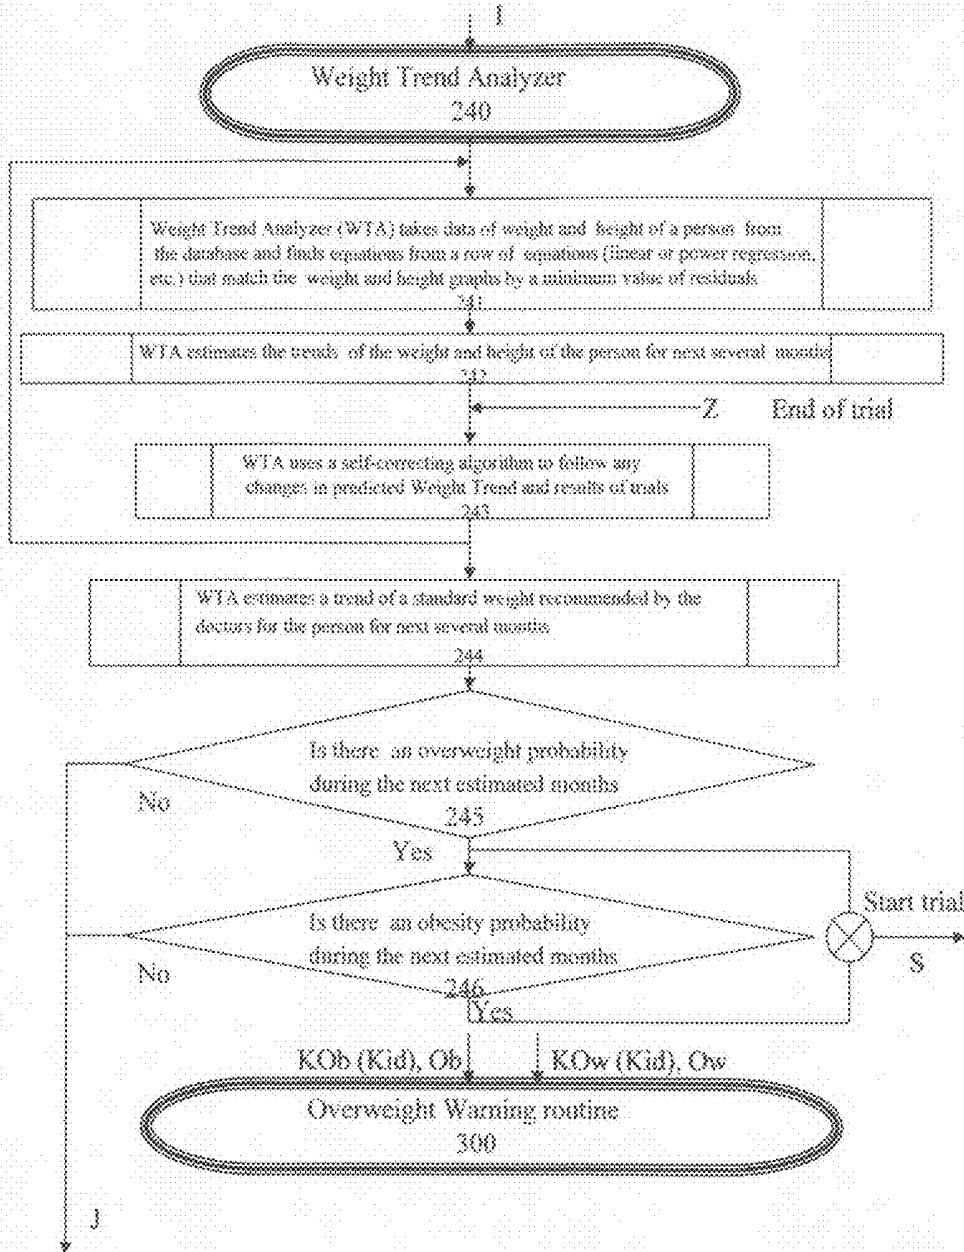 I
Weight Trend Analyzer
240
Weight Trend Analyzer (WTA) takes data of weight and height of a person from
the database and finds equations from a row of equations (linear or power regression,
etc.) that match the weight and height graphs by a minimum value of residuals
241
WTA estimates the trends of the weight and height of the person for next several months
242
Z End of trial
WTA uses a self-correcting algorithm to follow any
changes in predicted Weight Trend and results of trials
243
WTA estimates a trend of a standard weight recommended by the
doctors for the person for next several months
244
Is there an overweight probability
during the next estimated months
No
245
Yes
Start trial
Is there an obesity probability
during the next estimated months
No
S
246
Yes
KOb (Kid), Ob KOw (Kid), Ow
Overweight Warning routine
300
J